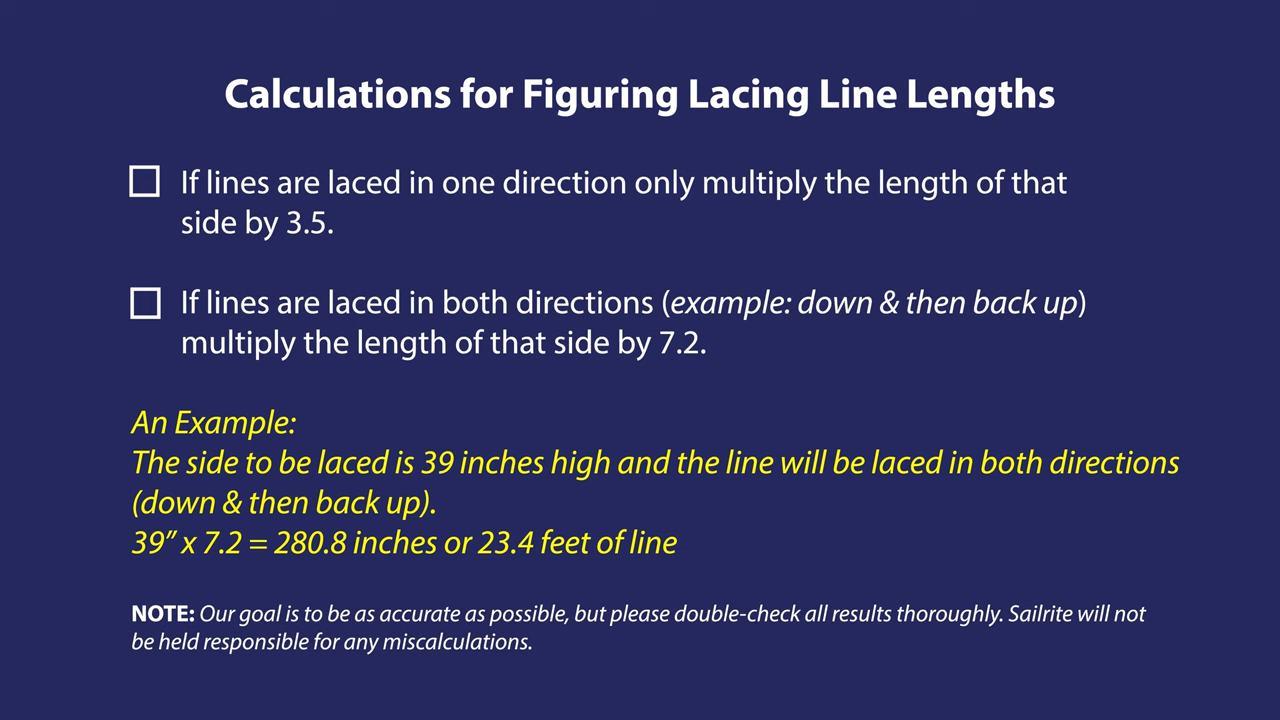 Calculations for Figuring Lacing Line Lengths
If lines are laced in one direction only multiply the length of that
side by 3.5.
If lines are laced in both directions (example: down & then back up)
multiply the length of that side by 7.2.
An Example:
The side to be laced is 39 inches high and the line will be laced in both directions
(down & then back up).
39” x 7.2 = 280.8 inches or 23.4 feet of line
NOTE: Our goal is to be as accurate as possible, but please double-check all results thoroughly. Sailrite will not
be held responsible for any miscalculations.